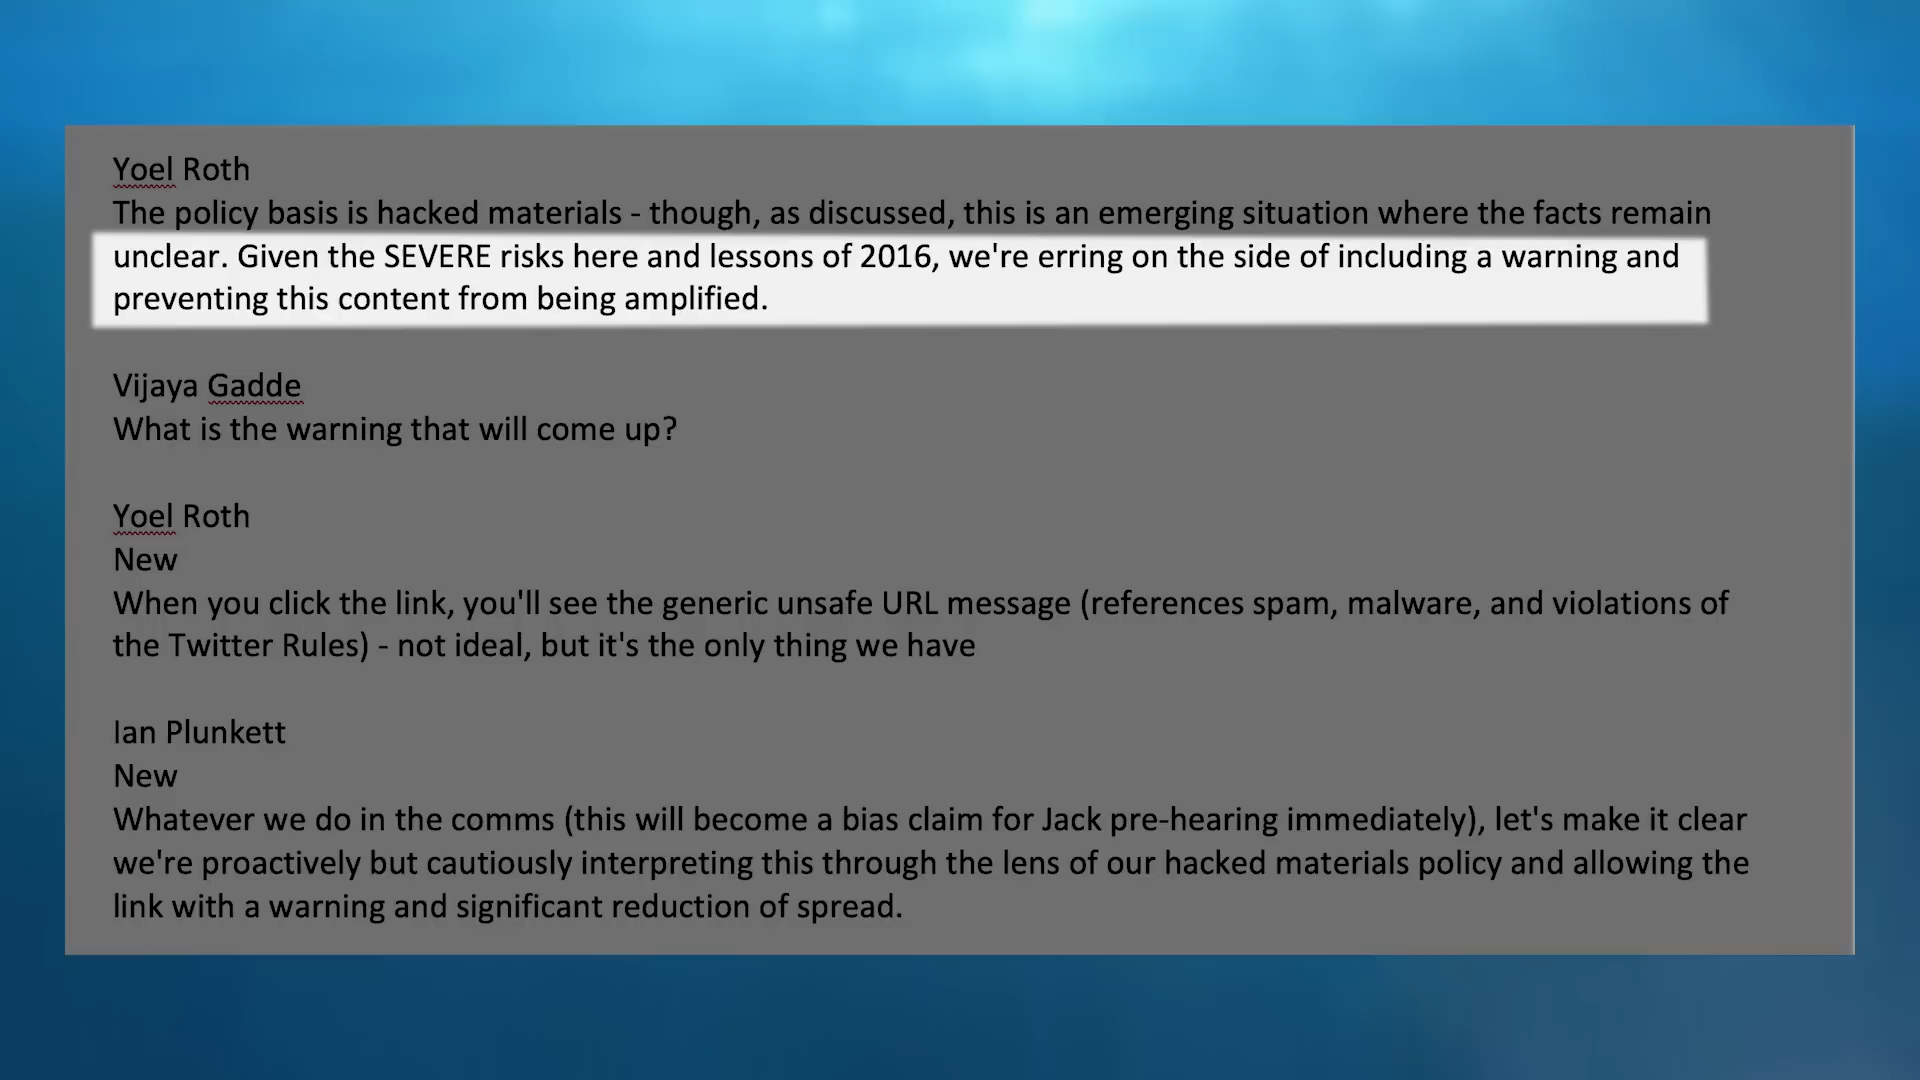 Yoel Roth
The policy basis is hacked materials - though, as discussed, this is an emerging situation where the facts remain
unclear. Given the SEVERE risks here and lessons of 2016, we're erring on the side of including a warning and
preventing this content from being amplified.
Vijaya Gadde
What is the warning that will come up?
Yoel Roth
New
When you click the link, you'll see the generic unsafe URL message (references spam, malware, and violations of
the Twitter Rules) - not ideal, but it's the only thing we have
Ian Plunkett
New
Whatever we do in the comms (this will become a bias claim for Jack pre-hearing immediately), let's make it clear
we're proactively but cautiously interpreting this through the lens of our hacked materials policy and allowing the
link with a warning and significant reduction of spread.